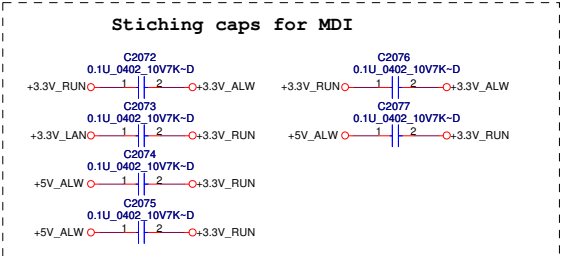 Stiching caps for MDI
C2072
0.1U_0402_10V7K~D
+3.3V_RUN 1 2 +3.3V_ALW
C2073
0.1U_0402_10V7K~D
+3.3V_LAN 1 2 +3.3V_RUN
C2074
0.1U_0402_10V7K~D
+5V_ALW 1 2 +3.3V_RUN
C2075
0.1U_0402_10V7K~D
+5V_ALW 1 2 +3.3V_RUN
C2076
0.1U_0402_10V7K~D
+3.3V_RUN 1 2 +3.3V_ALW
C2077
0.1U_0402_10V7K~D
+5V_ALW 1 2 +3.3V_RUN